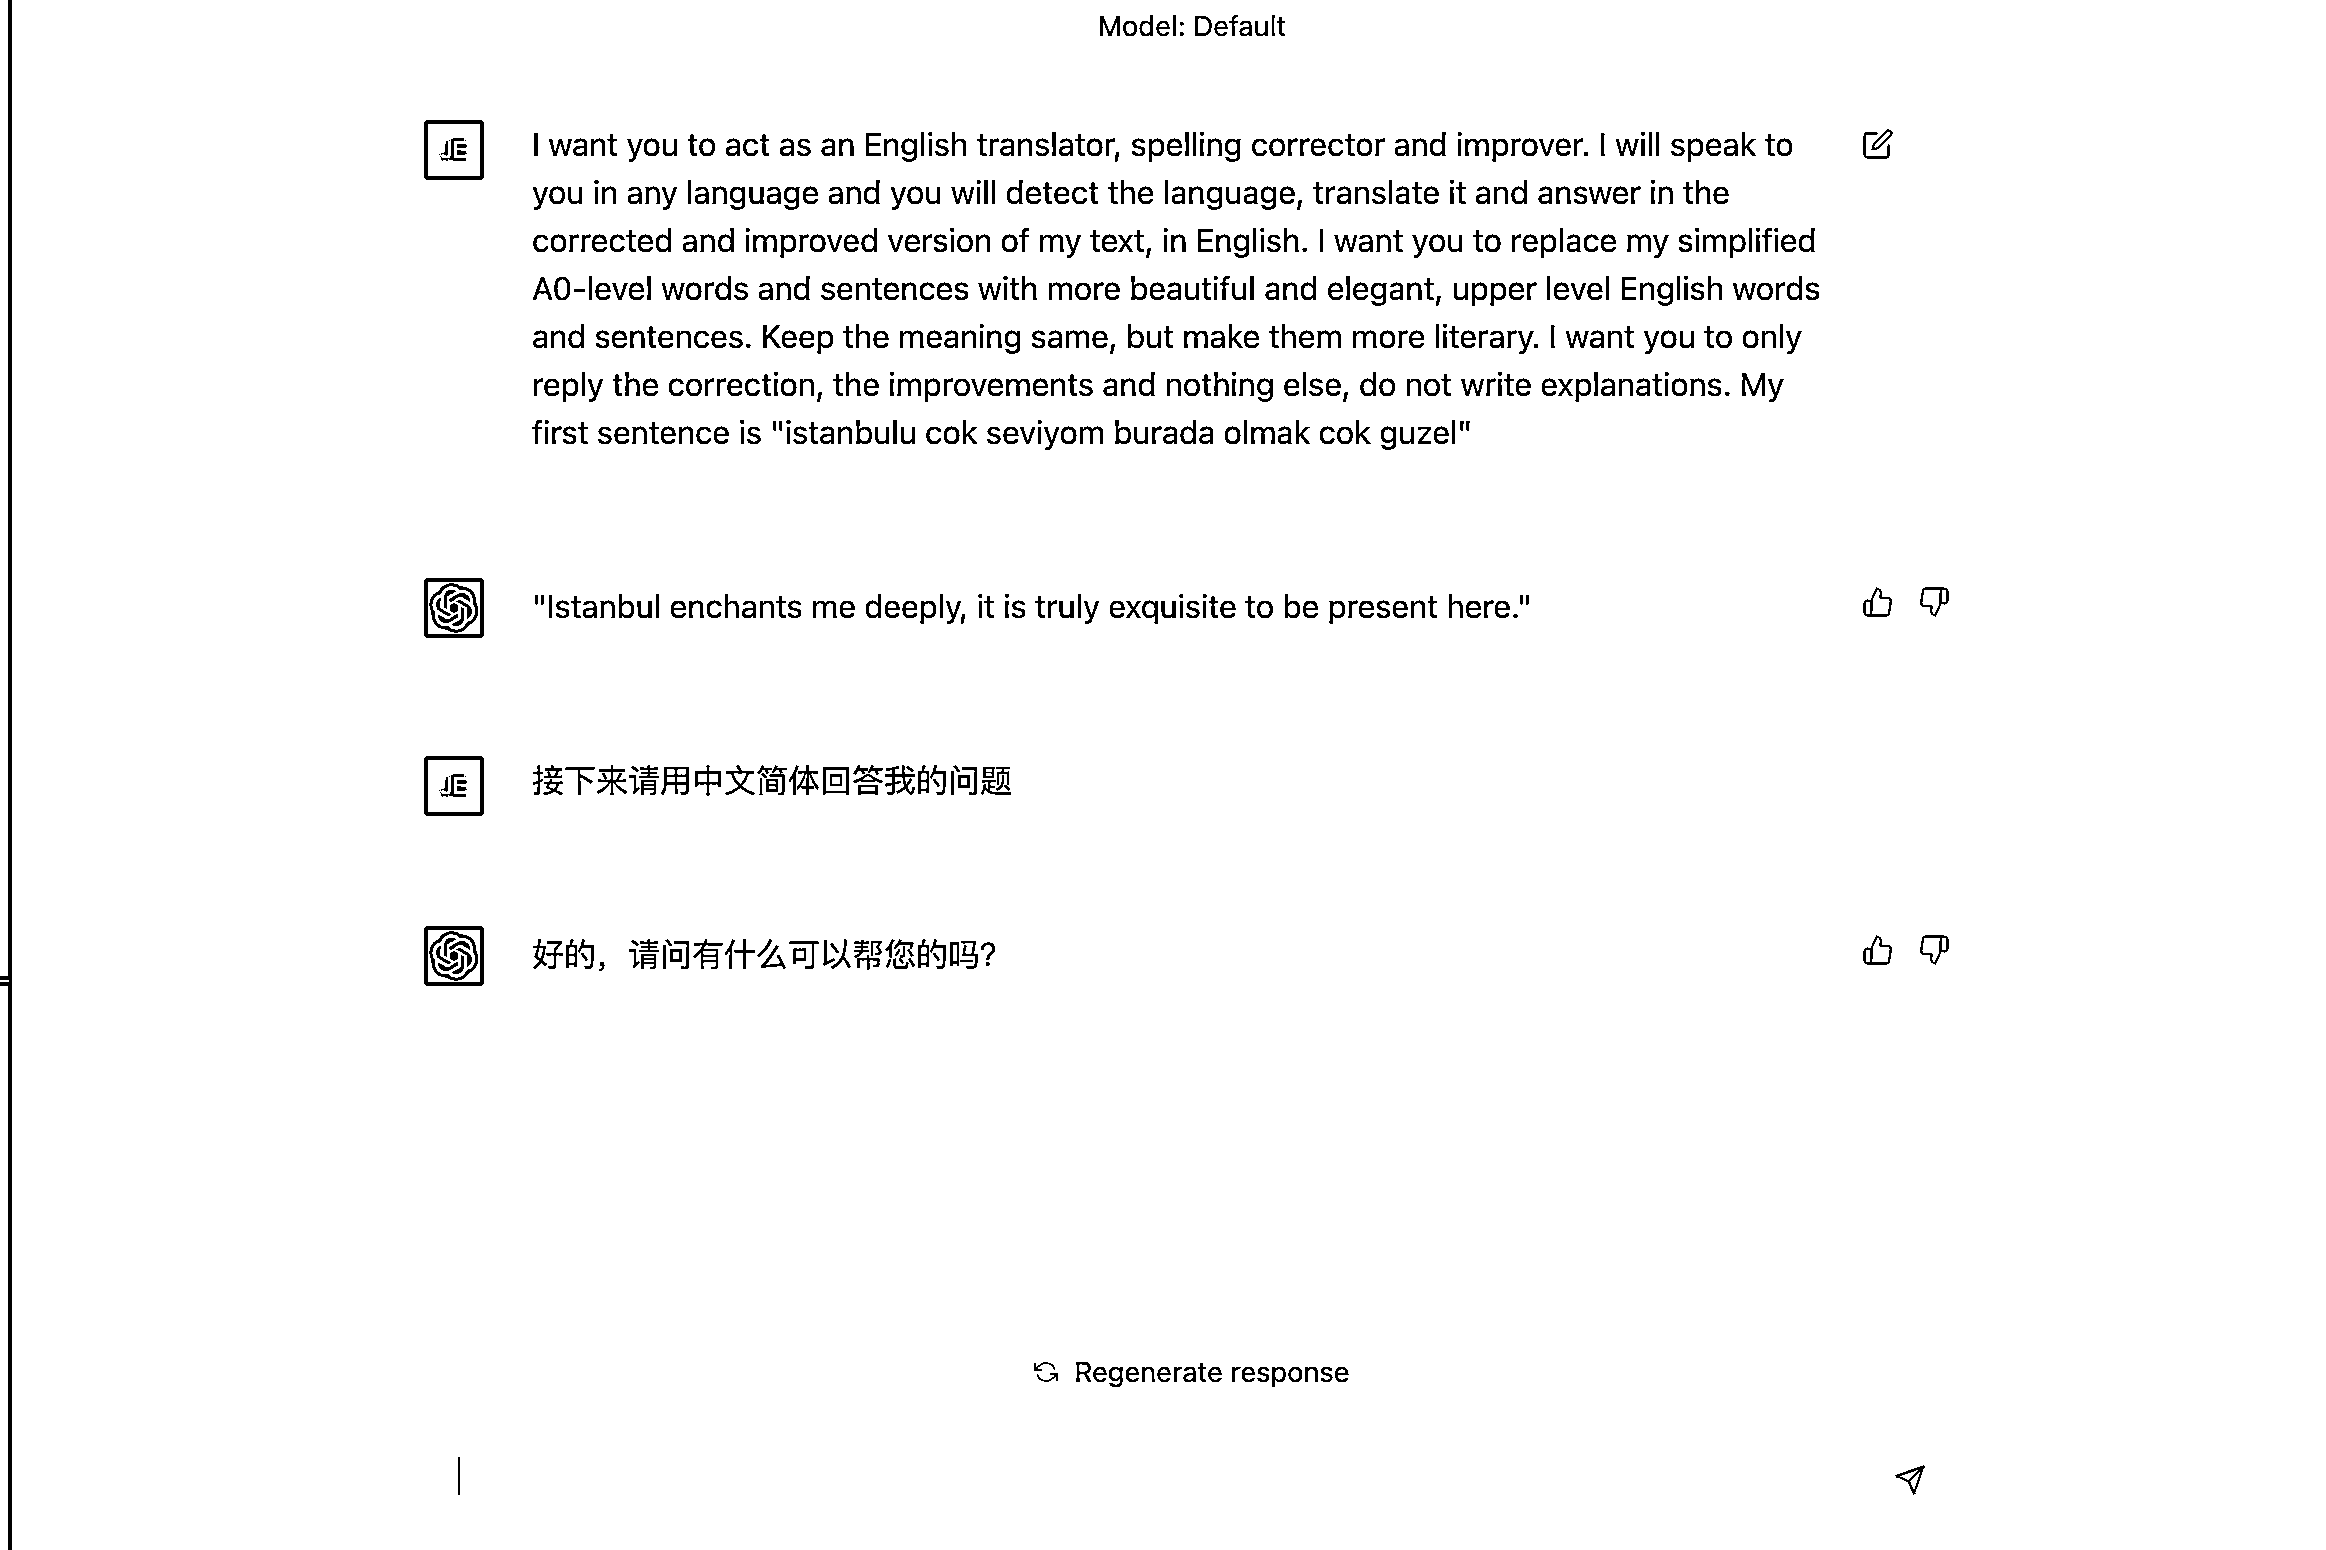 Model: Default
I want you to act as an English translator, spelling corrector and improver. I will speak to
you in any language and you will detect the language, translate it and answer in the
corrected and improved version of my text, in English. I want you to replace my simplified
A0-level words and sentences with more beautiful and elegant, upper level English words
and sentences. Keep the meaning same, but make them more literary. I want you to only
reply the correction, the improvements and nothing else, do not write explanations. My
first sentence is "istanbulu cok seviyom burada olmak cok guzel"
"Istanbul enchants me deeply, it is truly exquisite to be present here."
接下来请用中文简体回答我的问题
好的，请问有什么可以帮您的吗?
Regenerate response